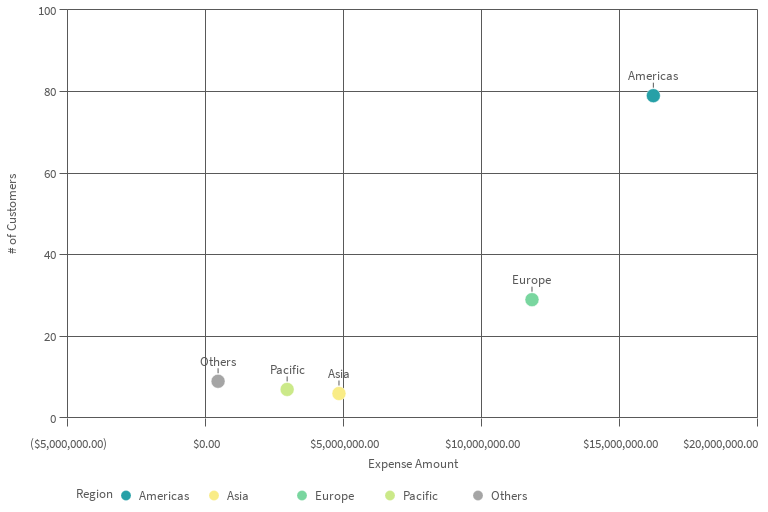 100
80
60
40
20
0
# of Customers
Americas
Europe
Others
Pacific
Asia
($5,000,000.00) $0.00 $5,000,000.00 $10,000,000.00 $15,000,000.00 $20,000,000.00
Expense Amount
Region Americas Asia Europe Pacific Others